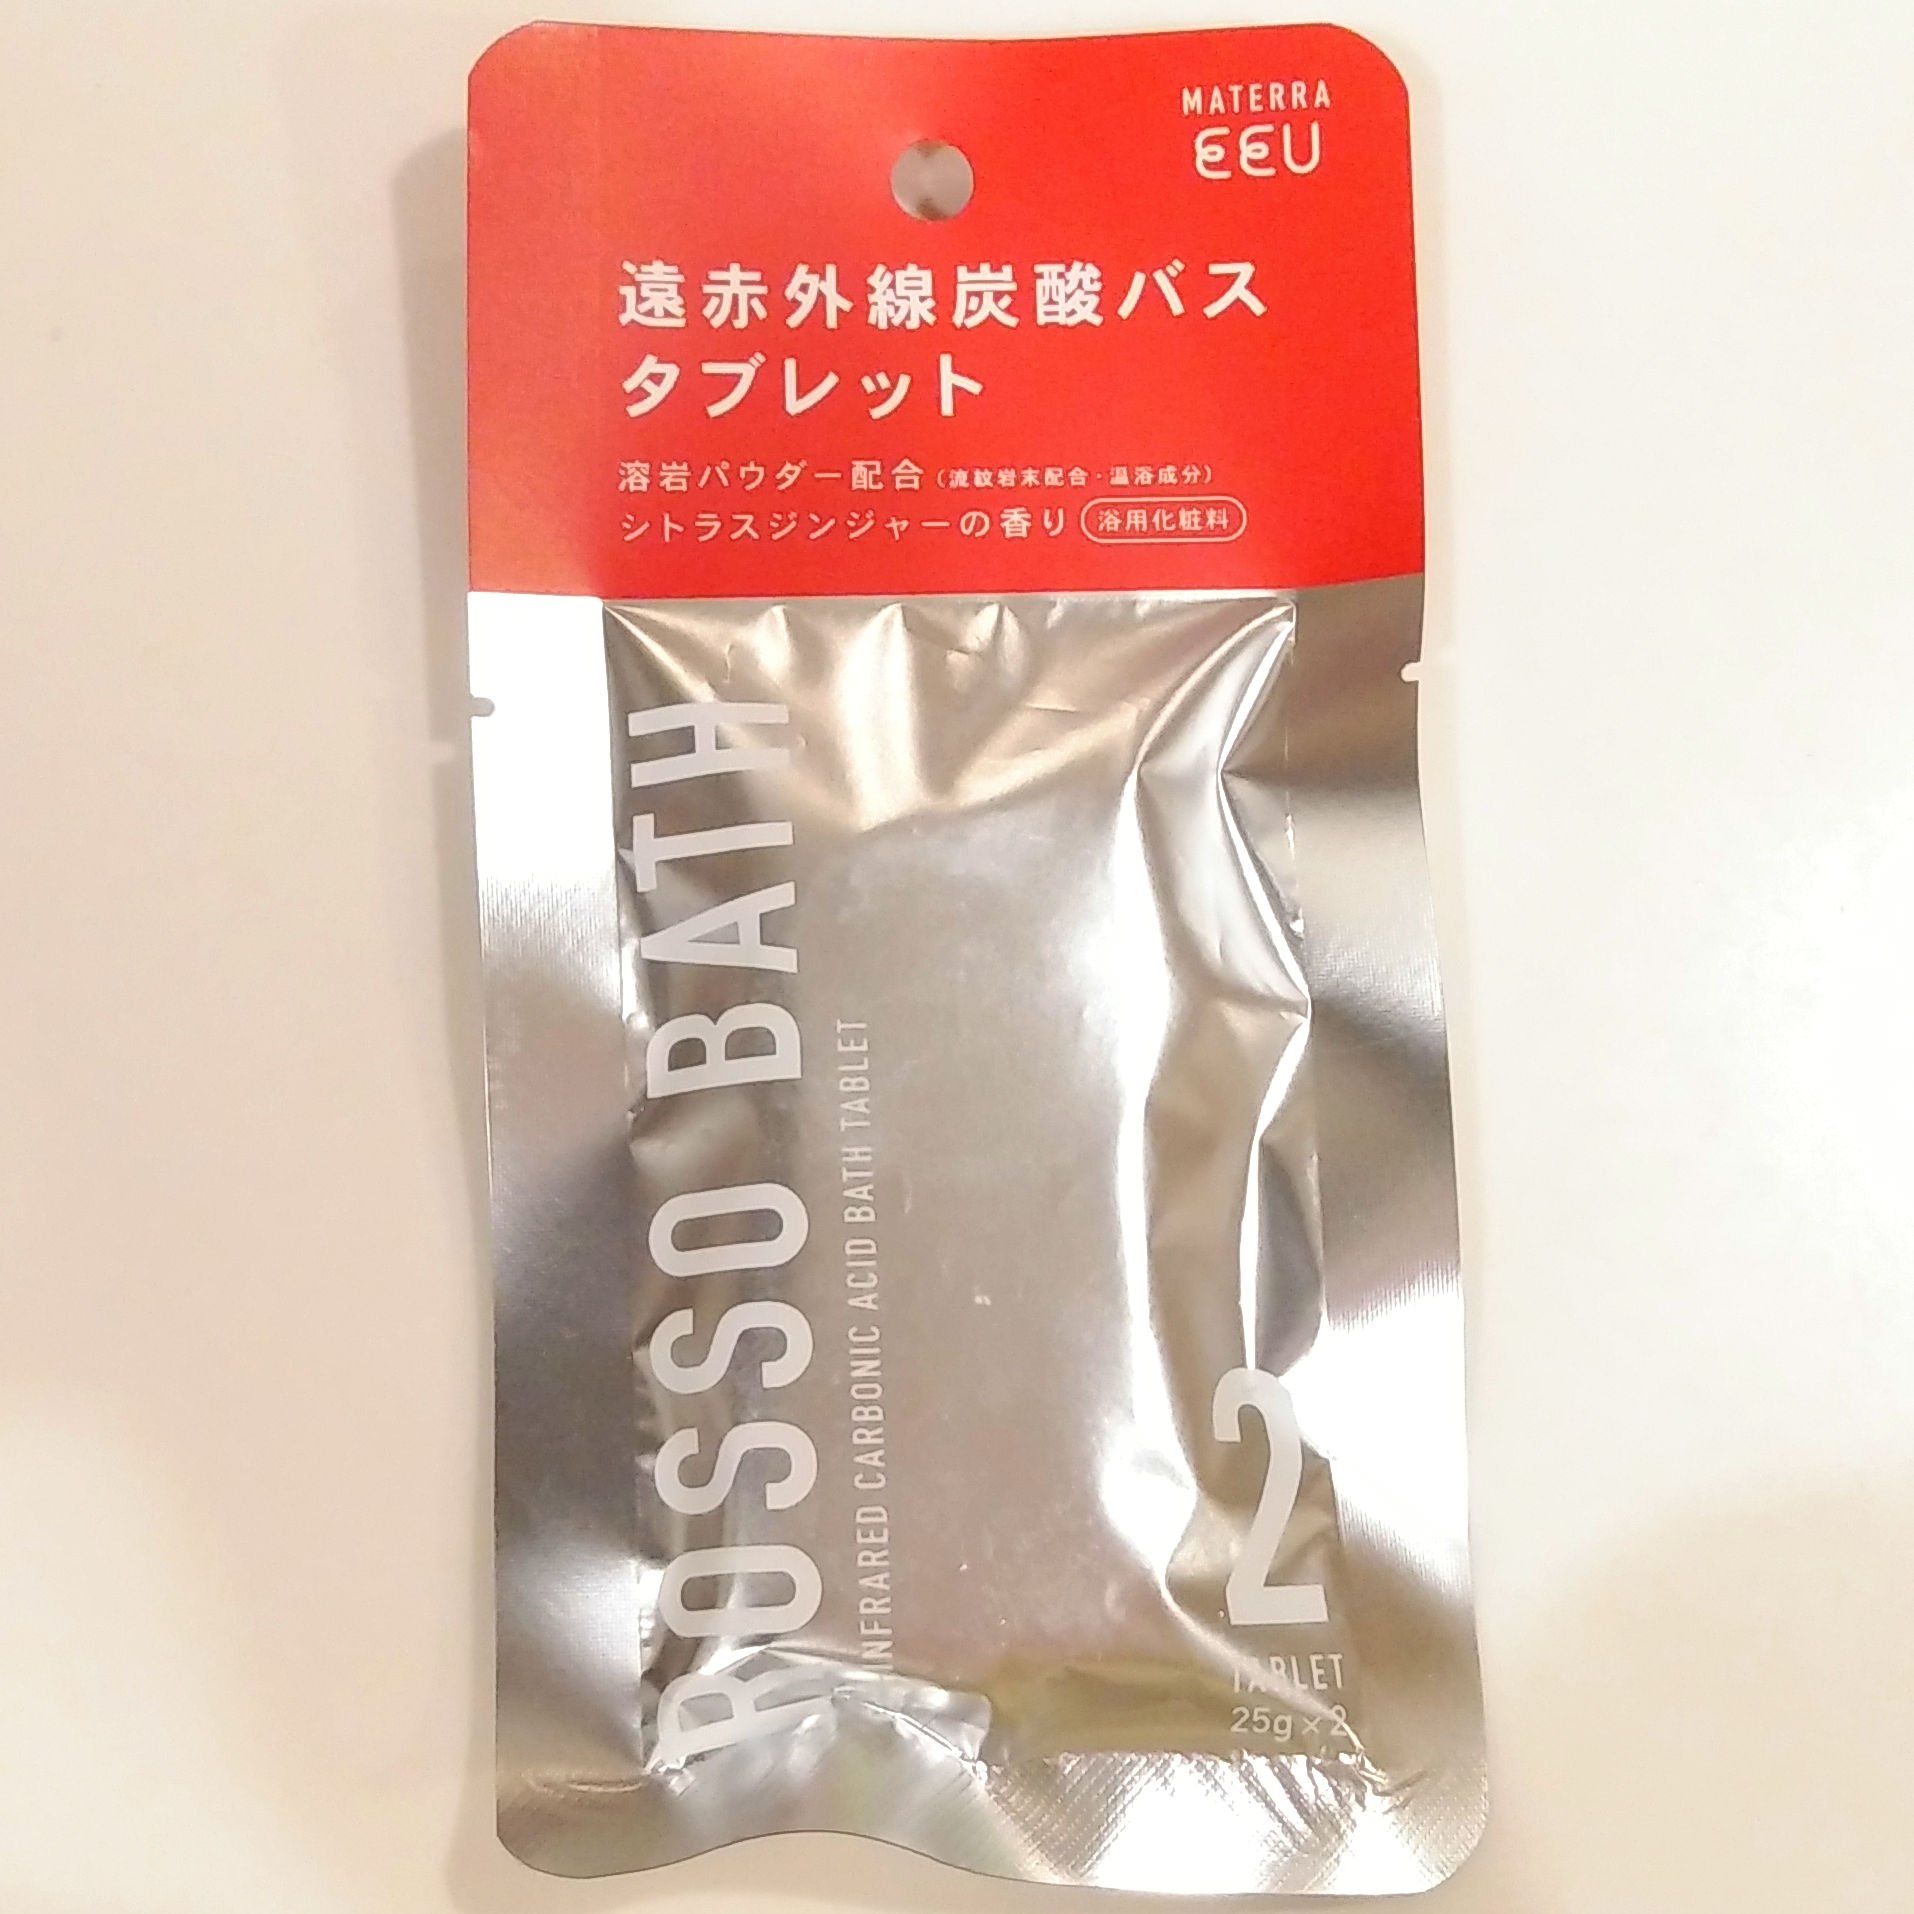 MATERRA
EEU
遠赤外線炭酸バス
タブレット
溶岩パウダー配合(流紋岩末配合・温浴成分)
シトラスジンジャーの香り 浴用化粧料
ROSSO BATH
INFRARED CARBONIC ACID BATH TABLET
2
TABLET
25g×2